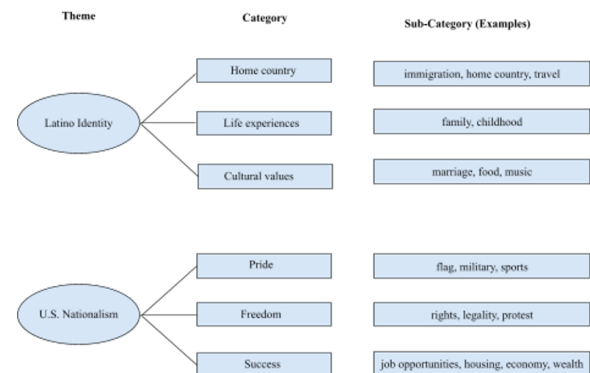 Theme
Category
Sub-Category (Examples)
Home country
immigration, home country, travel
Latino Identity
Life experiences
family, childhood
Cultural values
marriage, food, music
Pride
flag, military, sports
U.S. Nationalism
Freedom
rights, legality, protest
Success
job opportunities, housing, economy, wealth